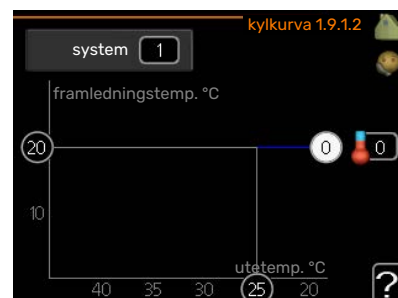 kylkurva 1.9.1.2
system 1
framledningstemp. °C
20
0
0
10
utetemp. °C
40 35 30 25 20
?